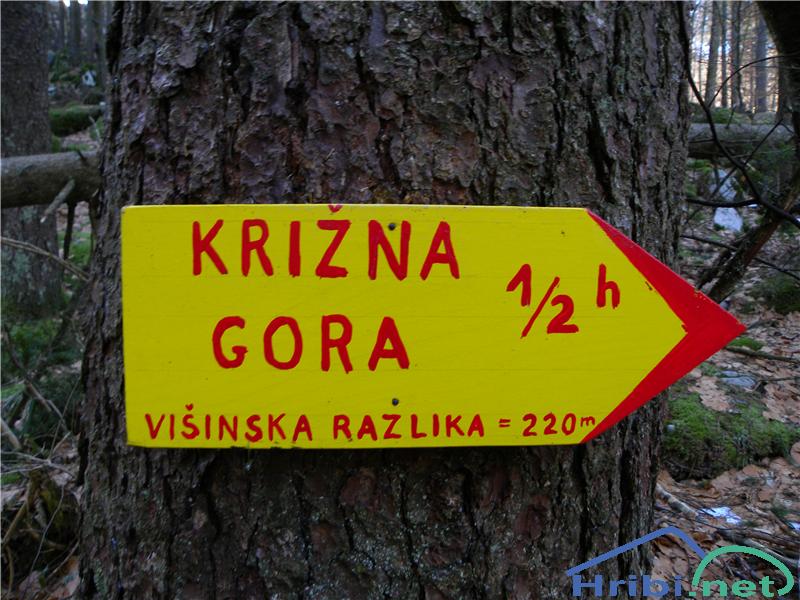 KRIŽNA
GORA
1/2 h
VIŠINSKA RAZLIKA = 220m
Hribi.net